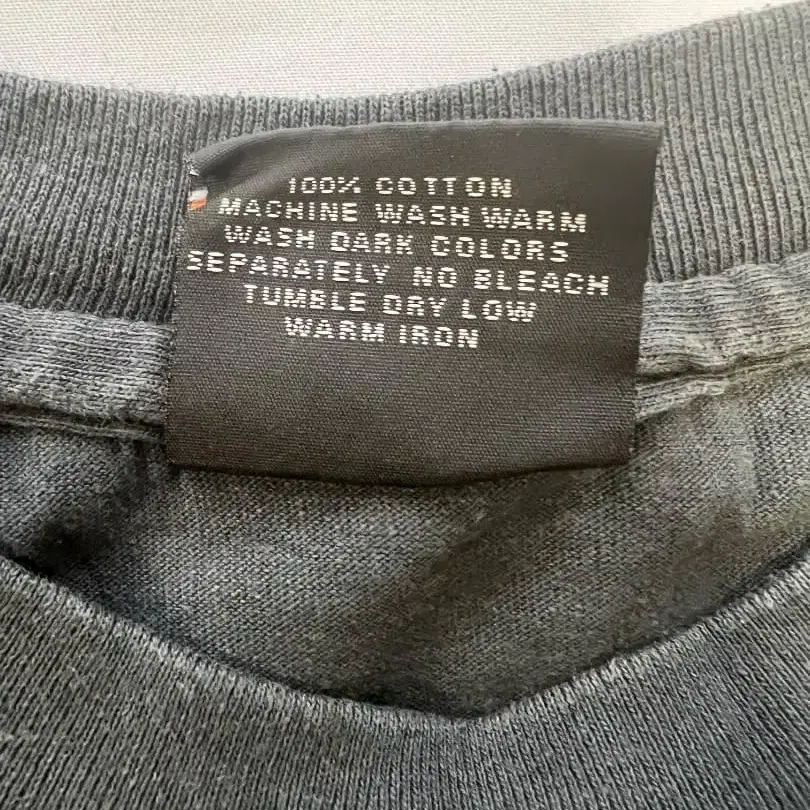 100% COTTON
MACHINE WASH WARM
WASH DARK COLORS
SEPARATELY NO BLEACH
TUMBLE DRY LOW
WARM IRON